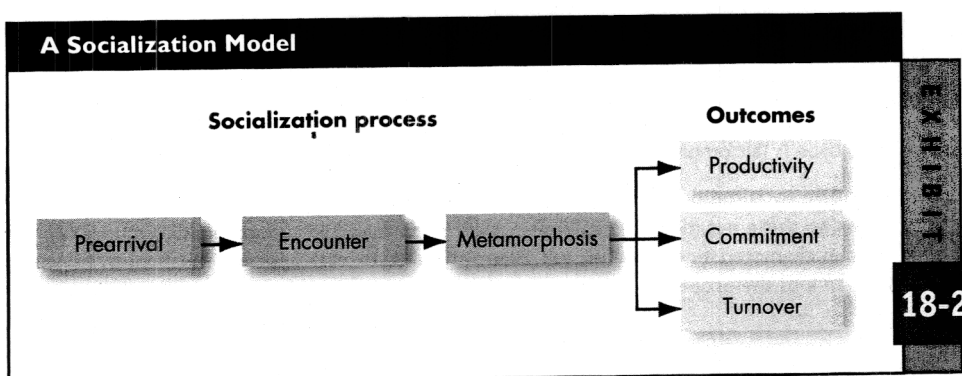 A Socialization Model
Socialization process
Outcomes
Prearrival
Encounter
Metamorphosis
Productivity
Commitment
Turnover
EXHIBIT
18-2